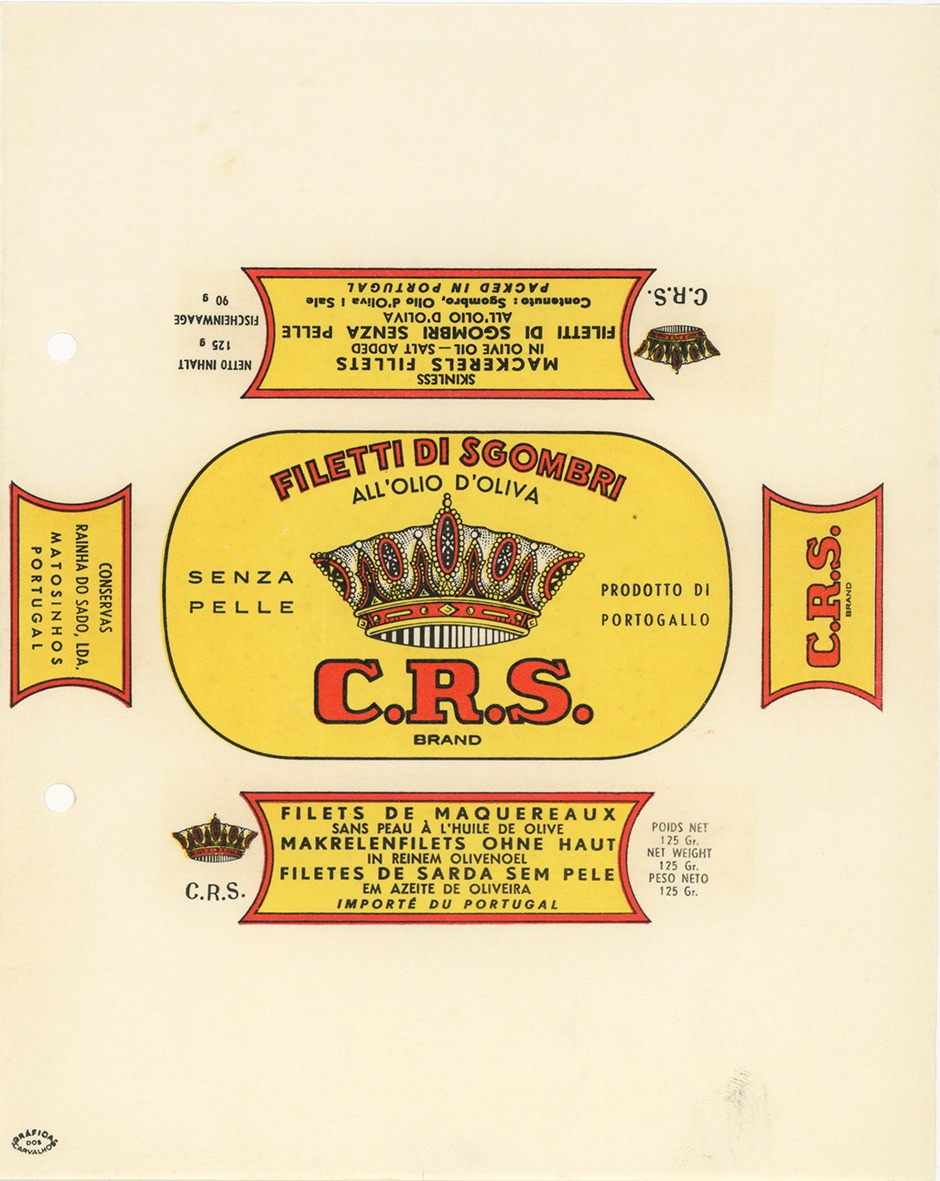 SKINLESS
MACKERELS FILLETS
IN OLIVE OIL — SALT ADDED
FILETTI DI SGOMBRI SENZA PELLE
ALL'OLIO D'OLIVA
Contenuto : Sgombro, Olio d'Oliva i Sale
PACKED IN PORTUGAL
NETTO INHALT
125 g
FISCHEINWAAGE
90 g
C.R.S.
FILETTI DI SGOMBRI
ALL'OLIO D'OLIVA
SENZA
PELLE
PRODOTTO DI
PORTOGALLO
C.R.S.
BRAND
CONSERVAS
RAINHA DO SADO, LDA.
MATOSINHOS
PORTUGAL
C.R.S.
BRAND
FILETS DE MAQUEREAUX
SANS PEAU À L'HUILE DE OLIVE
MAKRELENFILETS OHNE HAUT
IN REINEM OLIVENOEL
FILETES DE SARDA SEM PELE
EM AZEITE DE OLIVEIRA
IMPORTÉ DU PORTUGAL
C.R.S.
POIDS NET
125 Gr.
NET WEIGHT
125 Gr.
PESO NETO
125 Gr.
GRÁFICA
DOS
CARVALHOS